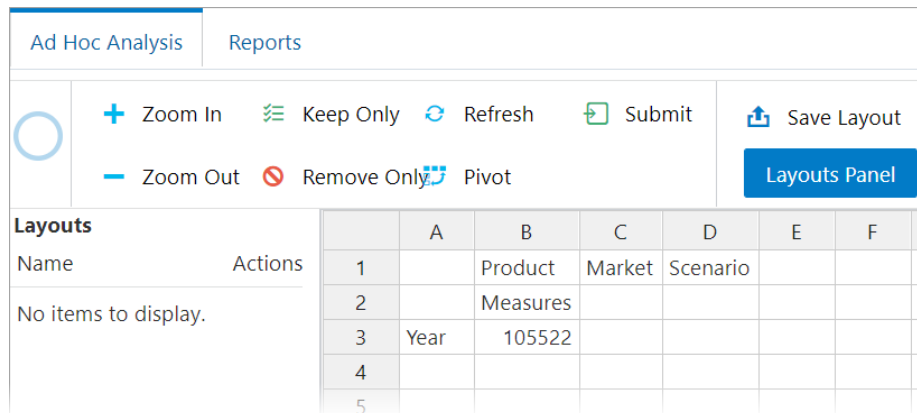 Ad Hoc Analysis Reports
Zoom In Keep Only Refresh Submit Save Layout
Zoom Out Remove Only Pivot Layouts Panel
Layouts
Name Actions
No items to display.
A B C D E F
1 Product Market Scenario
2 Measures
3 Year 105522
4
5